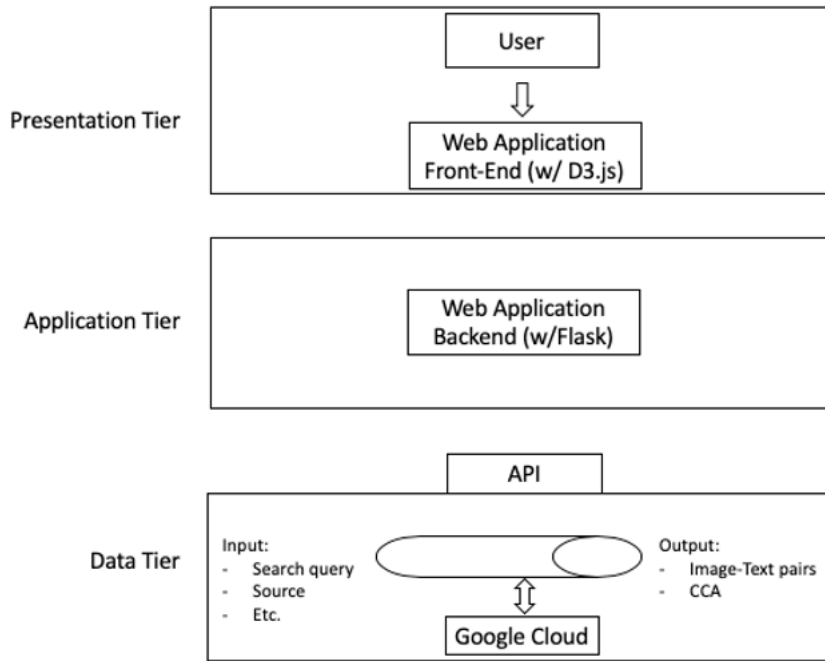 User
Presentation Tier
Web Application
Front-End (w/ D3.js)
Application Tier
Web Application
Backend (w/Flask)
API
Data Tier
Input:
- Search query
- Source
- Etc.
Output:
- Image-Text pairs
- CCA
Google Cloud